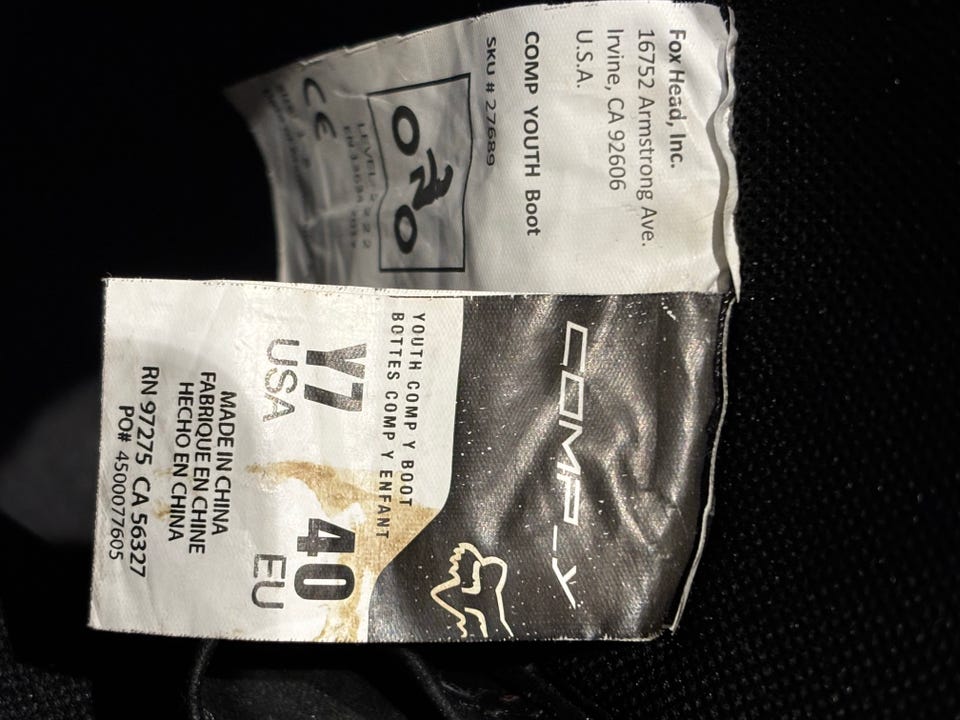 Fox Head, Inc.
16752 Armstrong Ave.
Irvine, CA 92606
U.S.A.
COMP YOUTH Boot
SKU # 27689
CE
COMP-Y
YOUTH COMP Y BOOT
BOTTES COMP Y ENFANT
Y7 40
USA EU
MADE IN CHINA
FABRIQUE EN CHINE
HECHO EN CHINA
RN 97275 CA 56327
PO# 4500077605